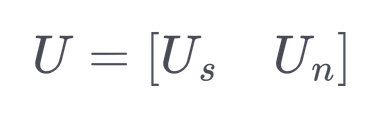 U = [U_s  U_n]